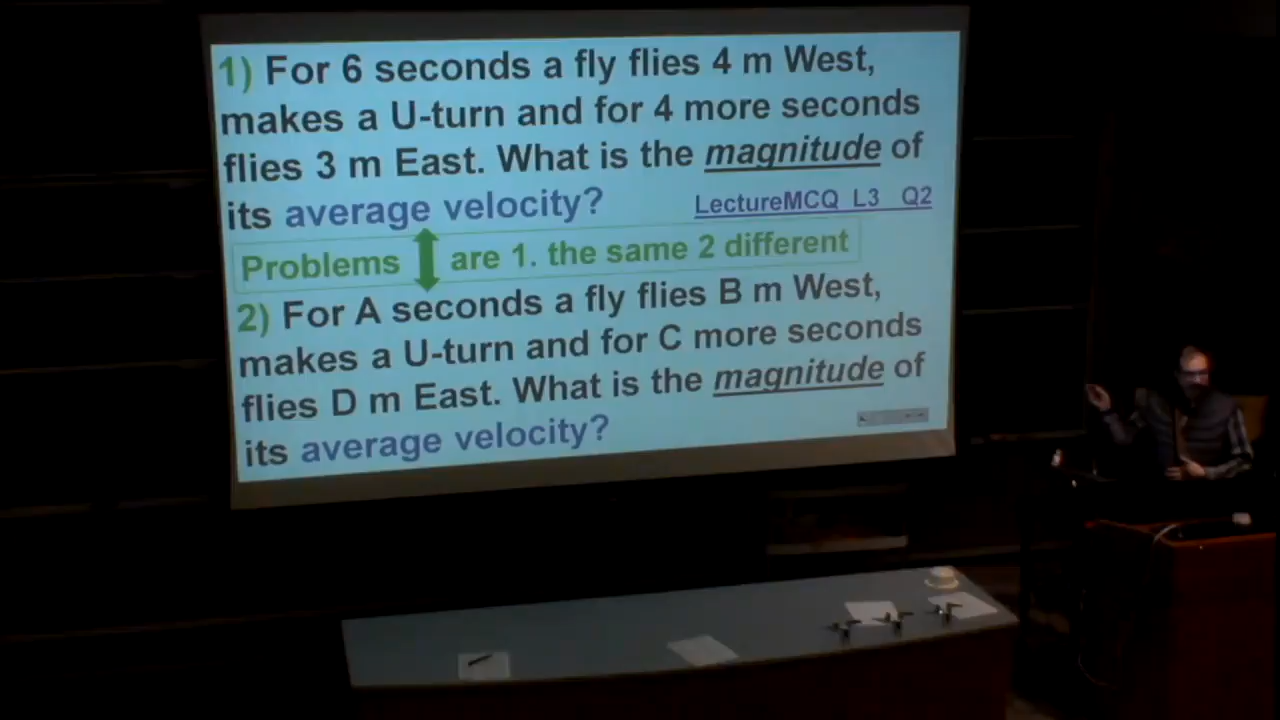 1) For 6 seconds a fly flies 4 m West,
makes a U-turn and for 4 more seconds
flies 3 m East. What is the magnitude of
its average velocity? LectureMCQ L3 Q2
Problems are 1. the same 2 different
2) For A seconds a fly flies B m West,
makes a U-turn and for C more seconds
flies D m East. What is the magnitude of
its average velocity?